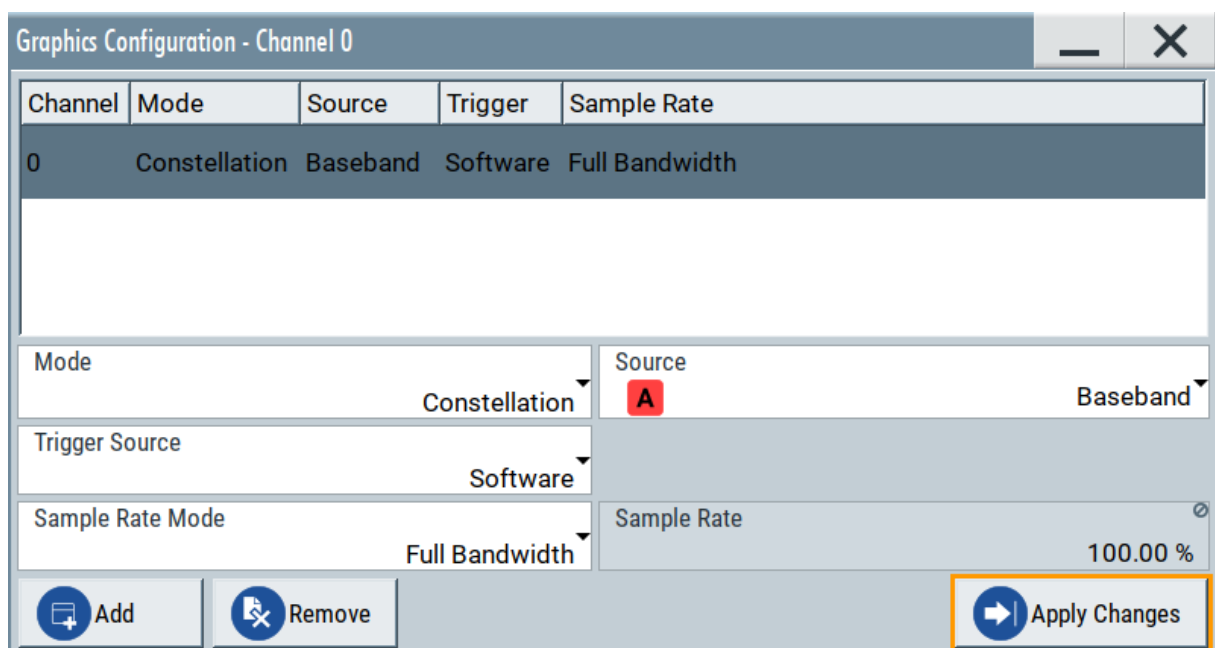 Graphics Configuration - Channel 0
Channel Mode Source Trigger Sample Rate
0 Constellation Baseband Software Full Bandwidth
Mode
Constellation
Source
A Baseband
Trigger Source
Software
Sample Rate Mode
Full Bandwidth
Sample Rate
100.00 %
Add Remove Apply Changes